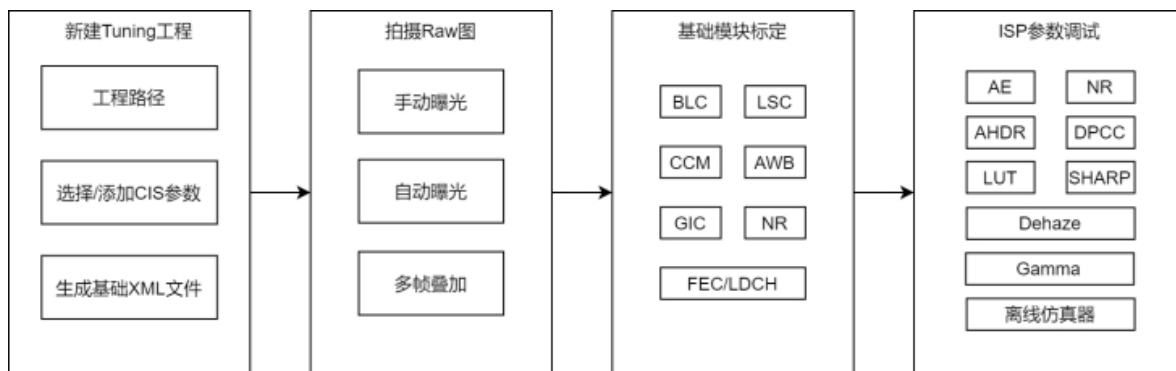 新建Tuning工程
工程路径
选择/添加CIS参数
生成基础XML文件
拍摄Raw图
手动曝光
自动曝光
多帧叠加
基础模块标定
BLC LSC
CCM AWB
GIC NR
FEC/LDCH
ISP参数调试
AE NR
AHDR DPCC
LUT SHARP
Dehaze
Gamma
离线仿真器